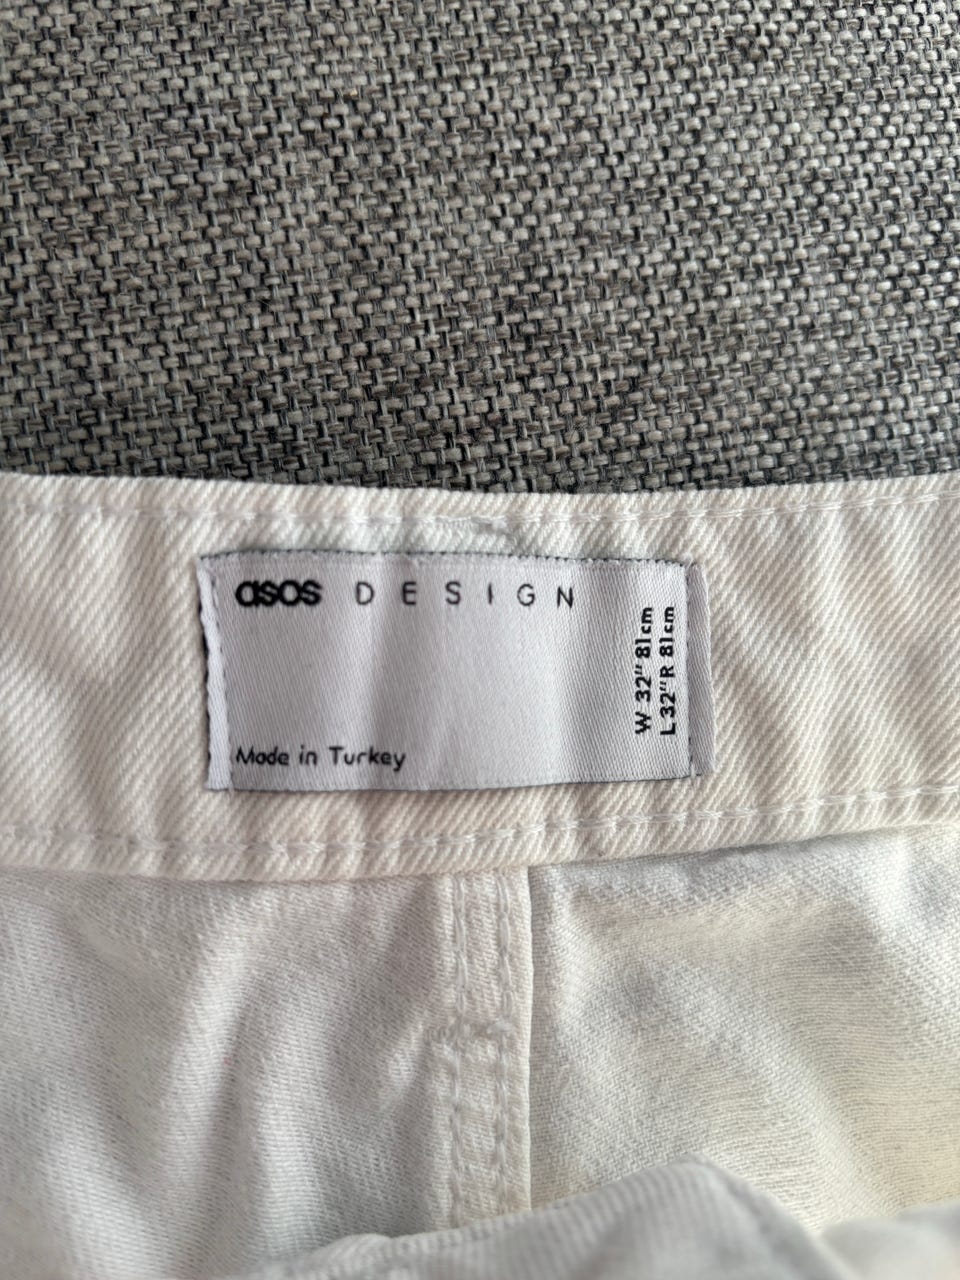 asos DESIGN
W 32" 81cm
L 32" R 81cm
Made in Turkey